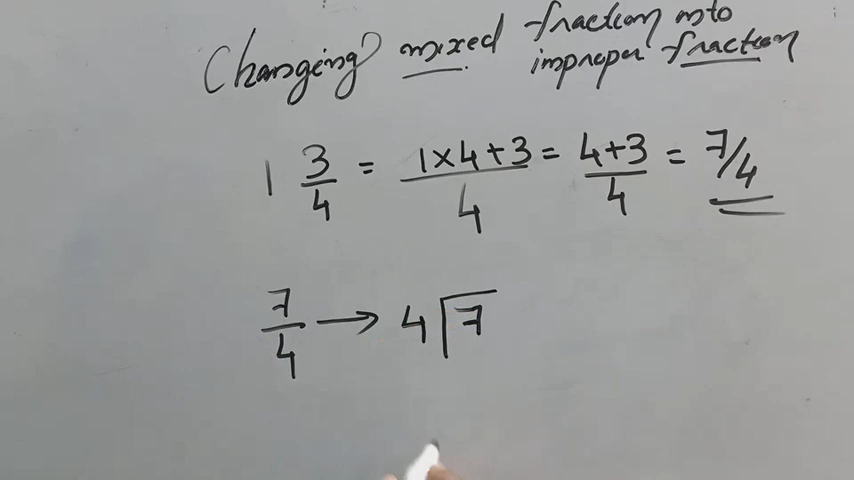 Changing mixed fraction into
improper fraction
1 3/4 = 1×4+3/4 = 4+3/4 = 7/4
7/4 → 4⟌7